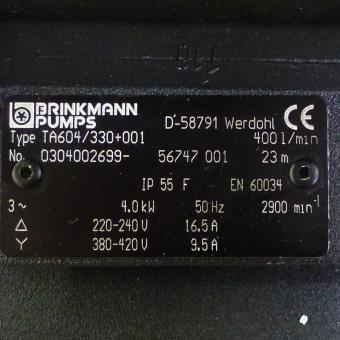 BRINKMANN
PUMPS D-58791 Werdohl CE
Type TA604/330+001 400 l/min
No. 0304002699- 56747 001 23 m
IP 55 F EN 60034
3 ~ 4.0 kW 50 Hz 2900 min⁻¹
△ 220-240 V 16.5 A
Y 380-420 V 9.5 A